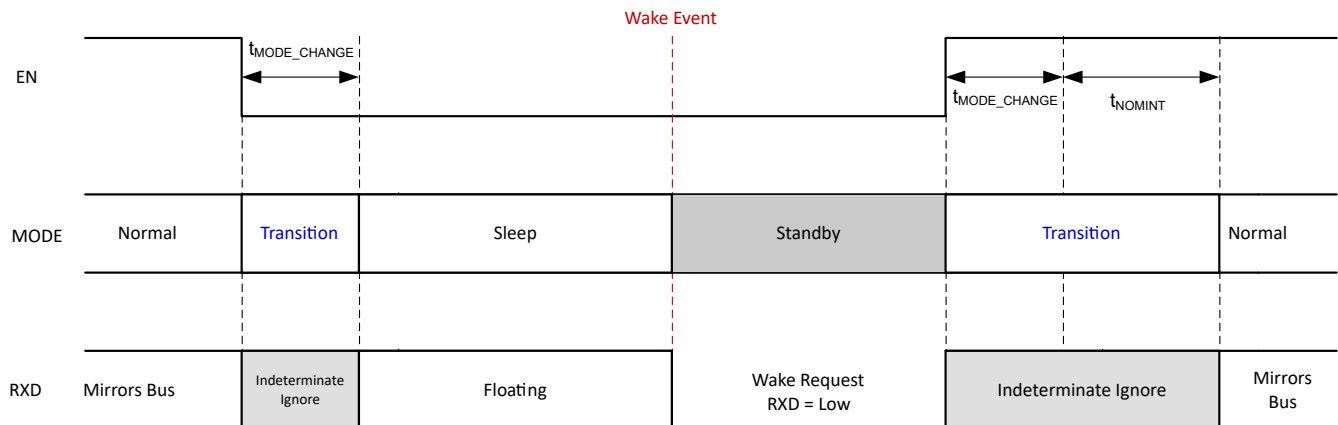 Wake Event
tMODE_CHANGE
EN
tMODE_CHANGE
tNOMINT
MODE
Normal
Transition
Sleep
Standby
Transition
Normal
RXD
Mirrors Bus
Indeterminate
Ignore
Floating
Wake Request
RXD = Low
Indeterminate Ignore
Mirrors
Bus